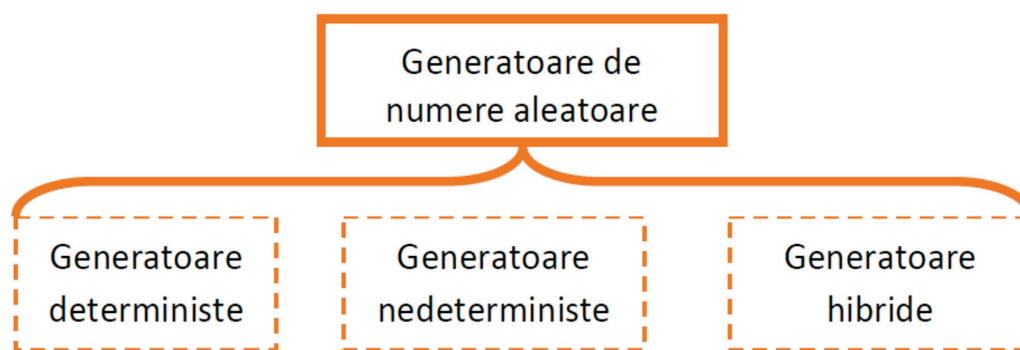 Generatoare de
numere aleatoare
Generatoare
deterministe
Generatoare
nedeterministe
Generatoare
hibride